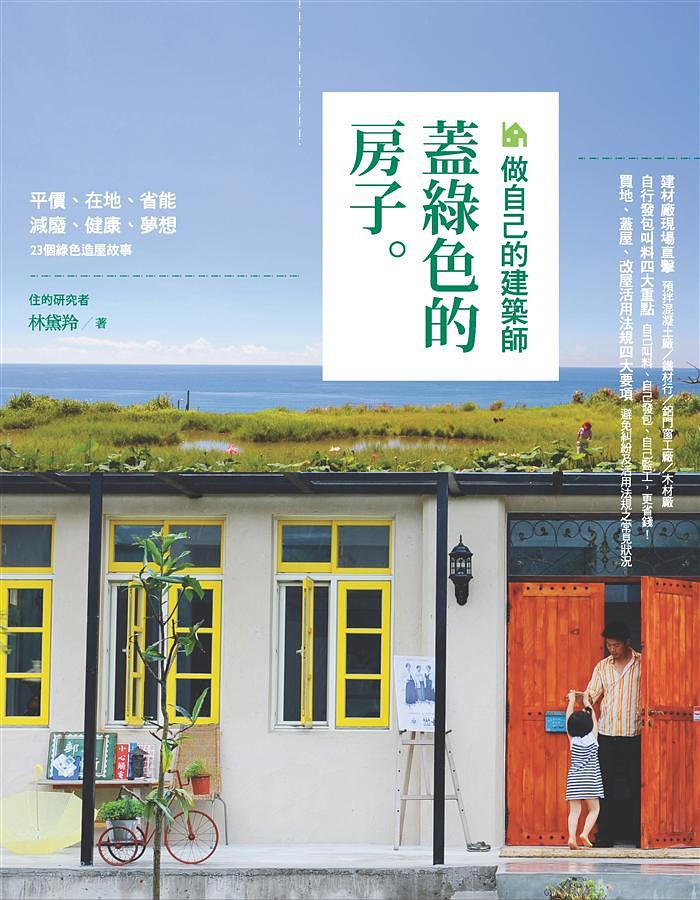 做自己的建築師
蓋綠色的
房子。
平價、在地、省能
減廢、健康、夢想
23個綠色造屋故事
住的研究者
林黛羚／著
建材廠現場直擊 預拌混凝土廠／鐵材行／鋁門窗工廠／木材廠
自行發包叫料四大重點 自己叫料、自己發包、自己監工，更省錢！
買地、蓋屋、改屋活用法規四大要項 避免糾紛及活用法規之常見狀況
郵
小心